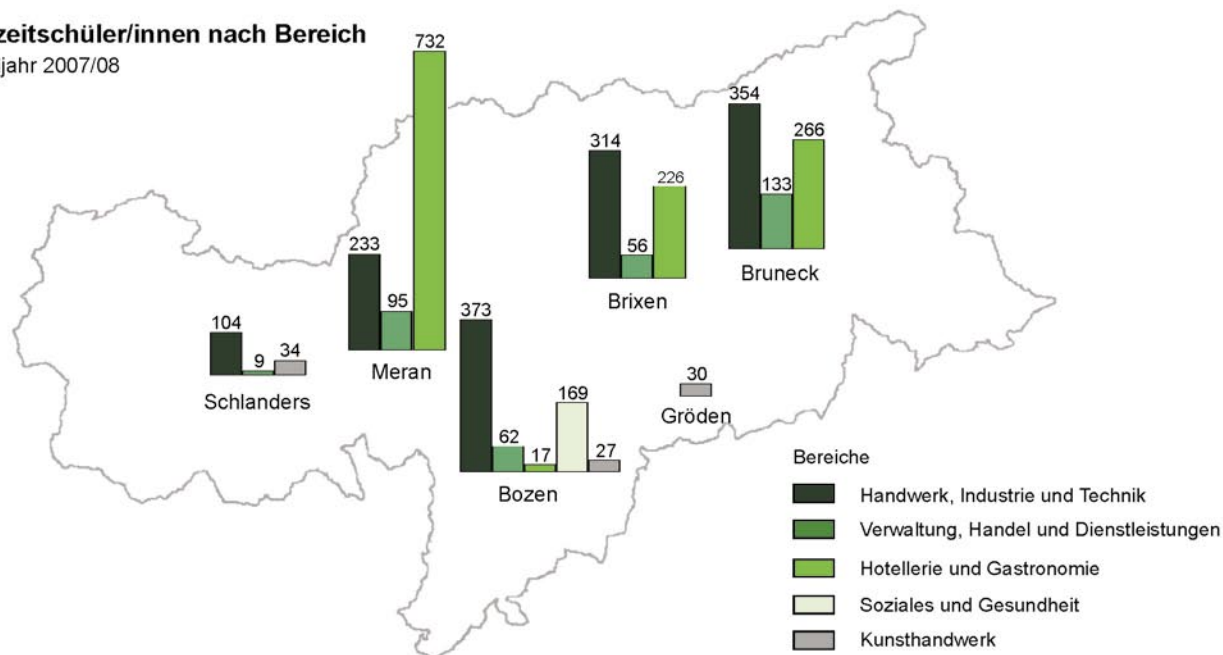 zeitschüler/innen nach Bereich
jahr 2007/08
732
233
95
Meran
354
133
266
Bruneck
314
56
226
Brixen
104
9
34
Schlanders
373
62
17
169
27
Bozen
30
Gröden
Bereiche
Handwerk, Industrie und Technik
Verwaltung, Handel und Dienstleistungen
Hotellerie und Gastronomie
Soziales und Gesundheit
Kunsthandwerk